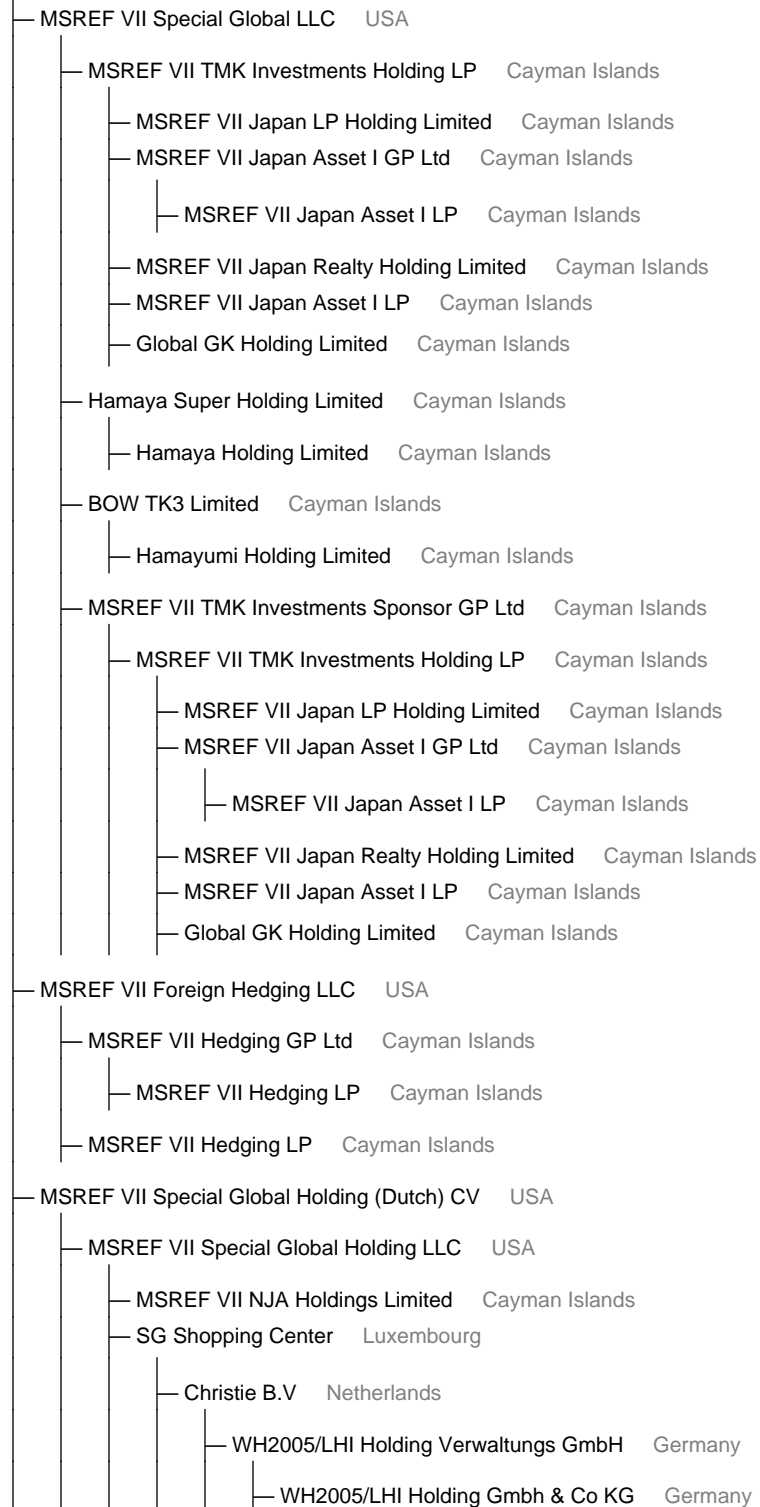 MSREF VII Special Global LLC USA
MSREF VII TMK Investments Holding LP Cayman Islands
MSREF VII Japan LP Holding Limited Cayman Islands
MSREF VII Japan Asset I GP Ltd Cayman Islands
MSREF VII Japan Asset I LP Cayman Islands
MSREF VII Japan Realty Holding Limited Cayman Islands
MSREF VII Japan Asset I LP Cayman Islands
Global GK Holding Limited Cayman Islands
Hamaya Super Holding Limited Cayman Islands
Hamaya Holding Limited Cayman Islands
BOW TK3 Limited Cayman Islands
Hamayumi Holding Limited Cayman Islands
MSREF VII TMK Investments Sponsor GP Ltd Cayman Islands
MSREF VII TMK Investments Holding LP Cayman Islands
MSREF VII Japan LP Holding Limited Cayman Islands
MSREF VII Japan Asset I GP Ltd Cayman Islands
MSREF VII Japan Asset I LP Cayman Islands
MSREF VII Japan Realty Holding Limited Cayman Islands
MSREF VII Japan Asset I LP Cayman Islands
Global GK Holding Limited Cayman Islands
MSREF VII Foreign Hedging LLC USA
MSREF VII Hedging GP Ltd Cayman Islands
MSREF VII Hedging LP Cayman Islands
MSREF VII Hedging LP Cayman Islands
MSREF VII Special Global Holding (Dutch) CV USA
MSREF VII Special Global Holding LLC USA
MSREF VII NJA Holdings Limited Cayman Islands
SG Shopping Center Luxembourg
Christie B.V Netherlands
WH2005/LHI Holding Verwaltungs GmbH Germany
WH2005/LHI Holding Gmbh & Co KG Germany